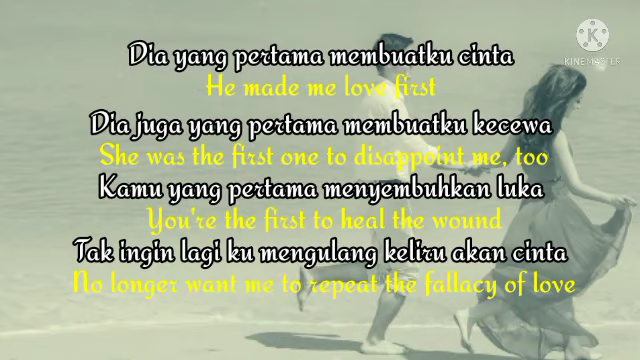 Dia yang pertama membuatku cinta
He made me love first
Dia juga yang pertama membuatku kecewa
She was the first one to disappoint me, too
Kamu yang pertama menyembuhkan luka
You're the first to heal the wound
Tak ingin lagi ku mengulang keliru akan cinta
No longer want me to repeat the fallacy of love
K
KINEMASTER